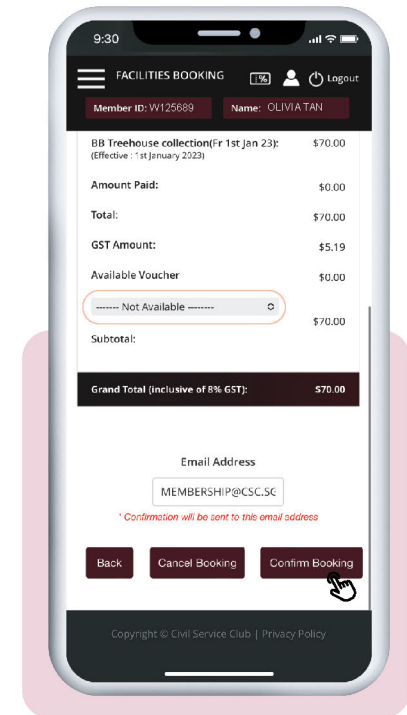 9:30
FACILITIES BOOKING
Logout
Member ID: W125689 Name: OLIVIA TAN
BB Treehouse collection(Fr 1st Jan 23): $70.00
(Effective : 1st January 2023)
Amount Paid: $0.00
Total: $70.00
GST Amount: $5.19
Available Voucher $0.00
------- Not Available --------
$70.00
Subtotal:
Grand Total (inclusive of 8% GST): $70.00
Email Address
MEMBERSHIP@CSC.SG
* Confirmation will be sent to this email address
Back Cancel Booking Confirm Booking
Copyright © Civil Service Club | Privacy Policy